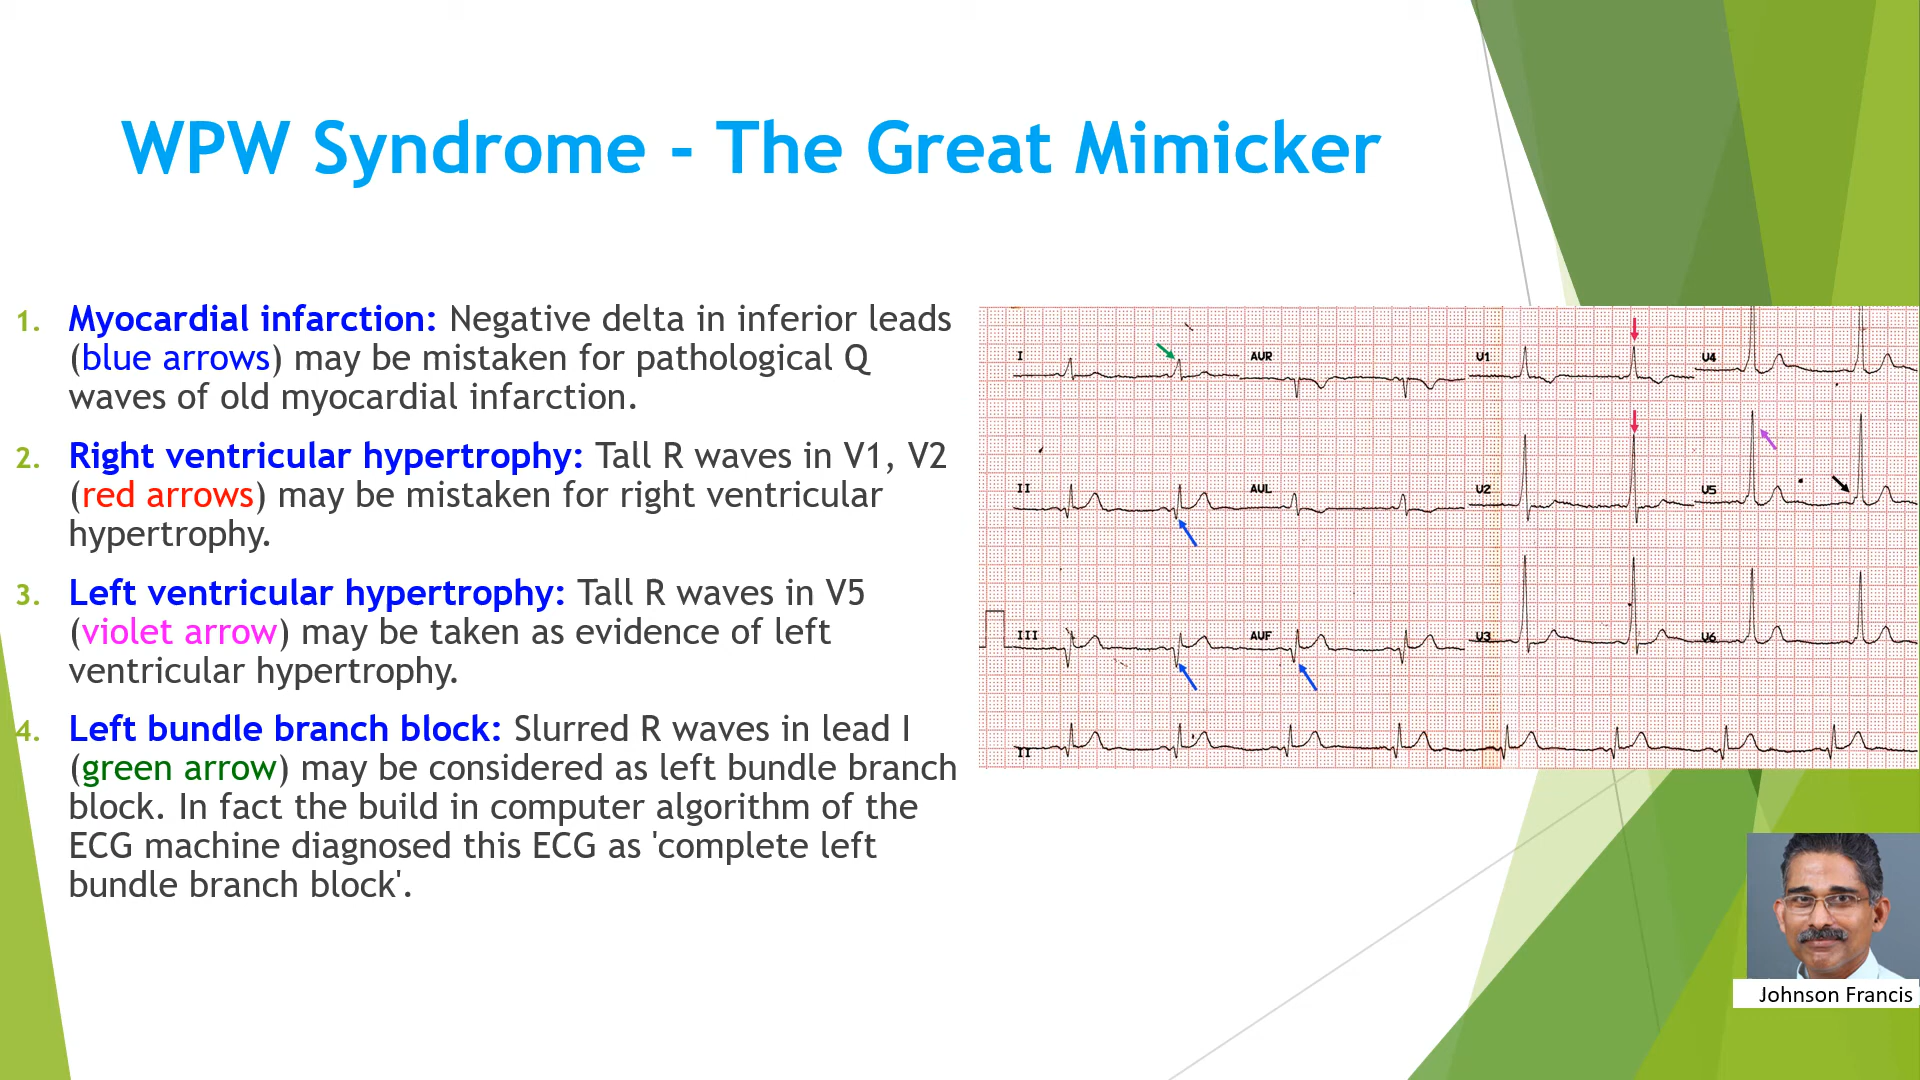 WPW Syndrome - The Great Mimicker
1. Myocardial infarction: Negative delta in inferior leads
(blue arrows) may be mistaken for pathological Q
waves of old myocardial infarction.
2. Right ventricular hypertrophy: Tall R waves in V1, V2
(red arrows) may be mistaken for right ventricular
hypertrophy.
3. Left ventricular hypertrophy: Tall R waves in V5
(violet arrow) may be taken as evidence of left
ventricular hypertrophy.
4. Left bundle branch block: Slurred R waves in lead I
(green arrow) may be considered as left bundle branch
block. In fact the build in computer algorithm of the
ECG machine diagnosed this ECG as 'complete left
bundle branch block'.
I AVR V1 V4
II AVL V2 V5
III AVF V3 V6
II
Johnson Francis